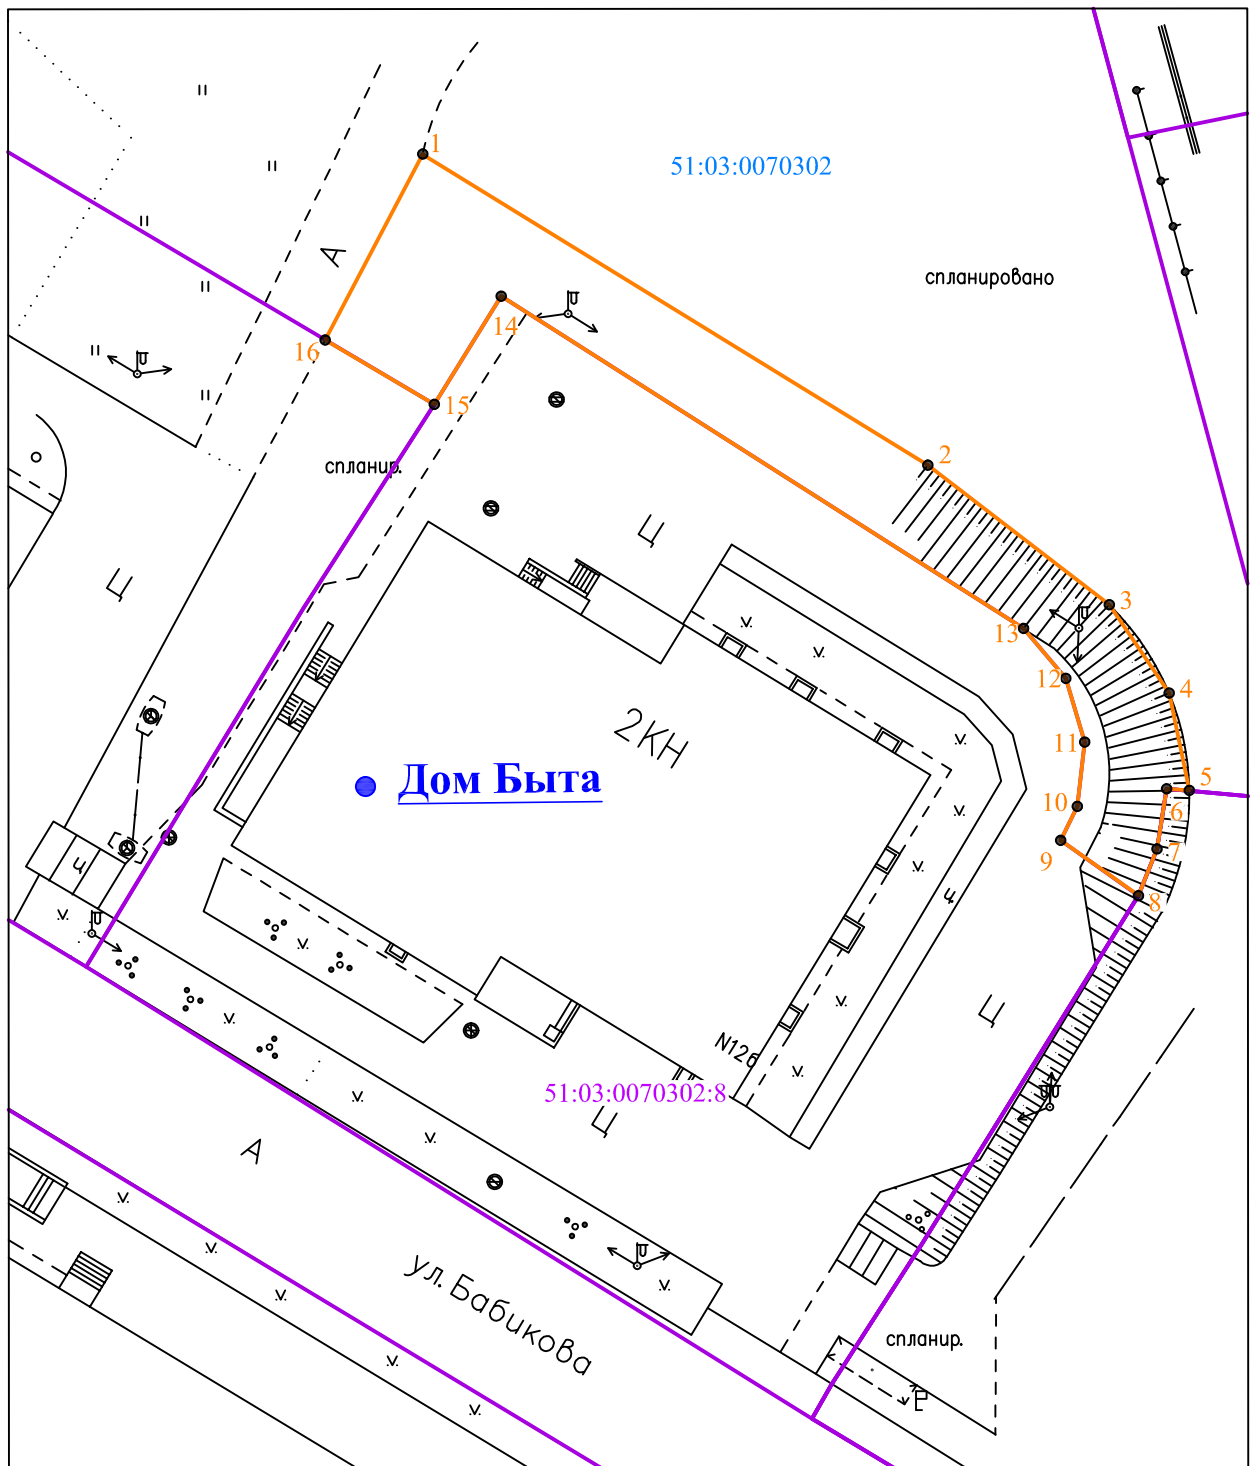 1
51:03:0070302
А
спланировано
14
16
15
2
спланир.
Ц
Ц
3
13
12
4
2КН
11
5
Дом Быта
10
6
9
7
ц
8
ц
Ц
N12б
51:03:0070302:8
Ц
А
ул.Бабикова
спланир.